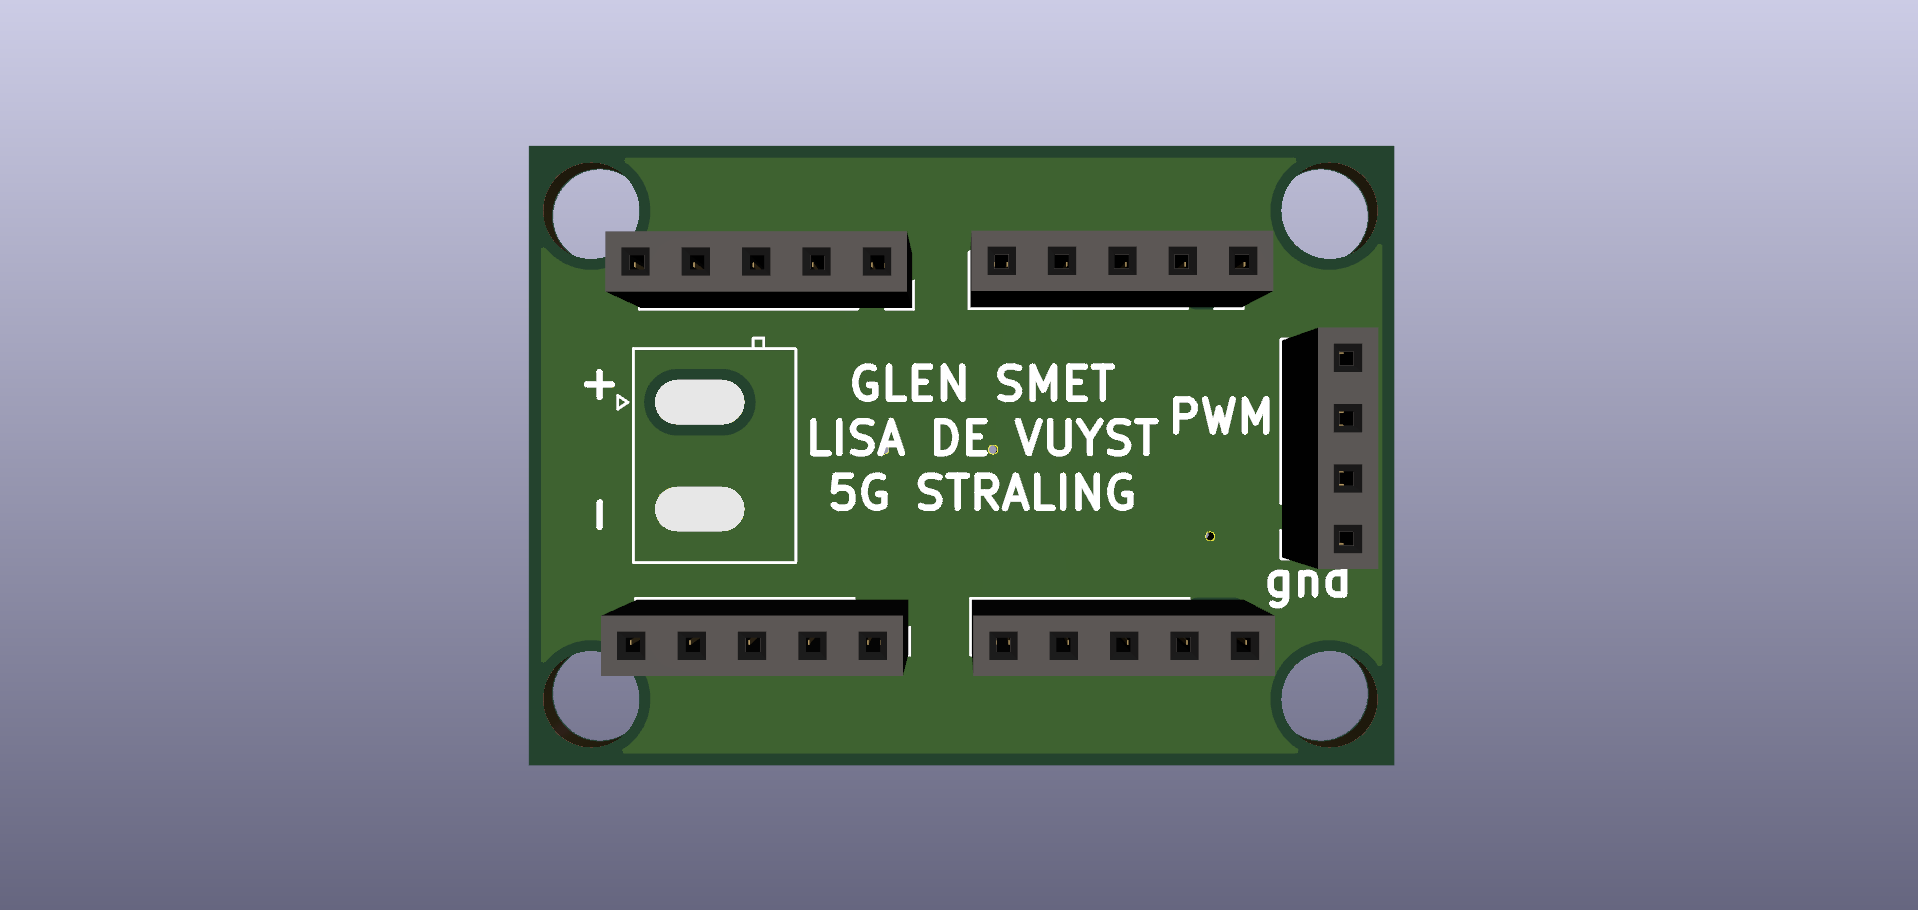 GLEN SMET
LISA DE VUYST
5G STRALING
PWM
gnd
+
-